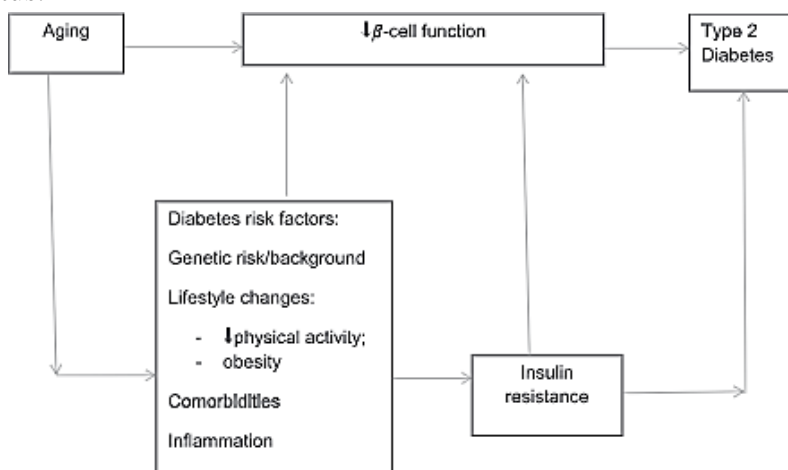 Aging
↓β-cell function
Type 2
Diabetes
Diabetes risk factors:
Genetic risk/background
Lifestyle changes:
- ↓physical activity;
- obesity
Comorbidities
Inflammation
Insulin
resistance